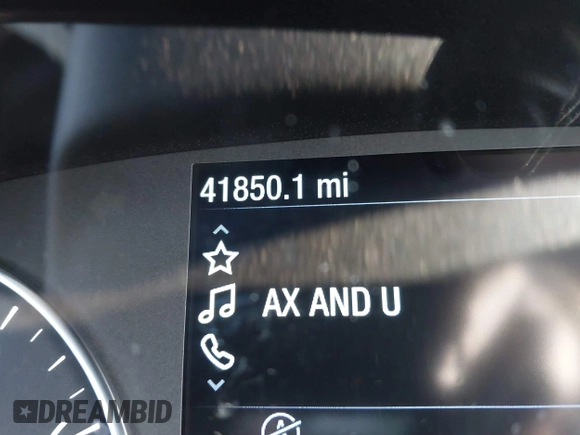 41850.1 mi
AX AND U
A
DREAMBID